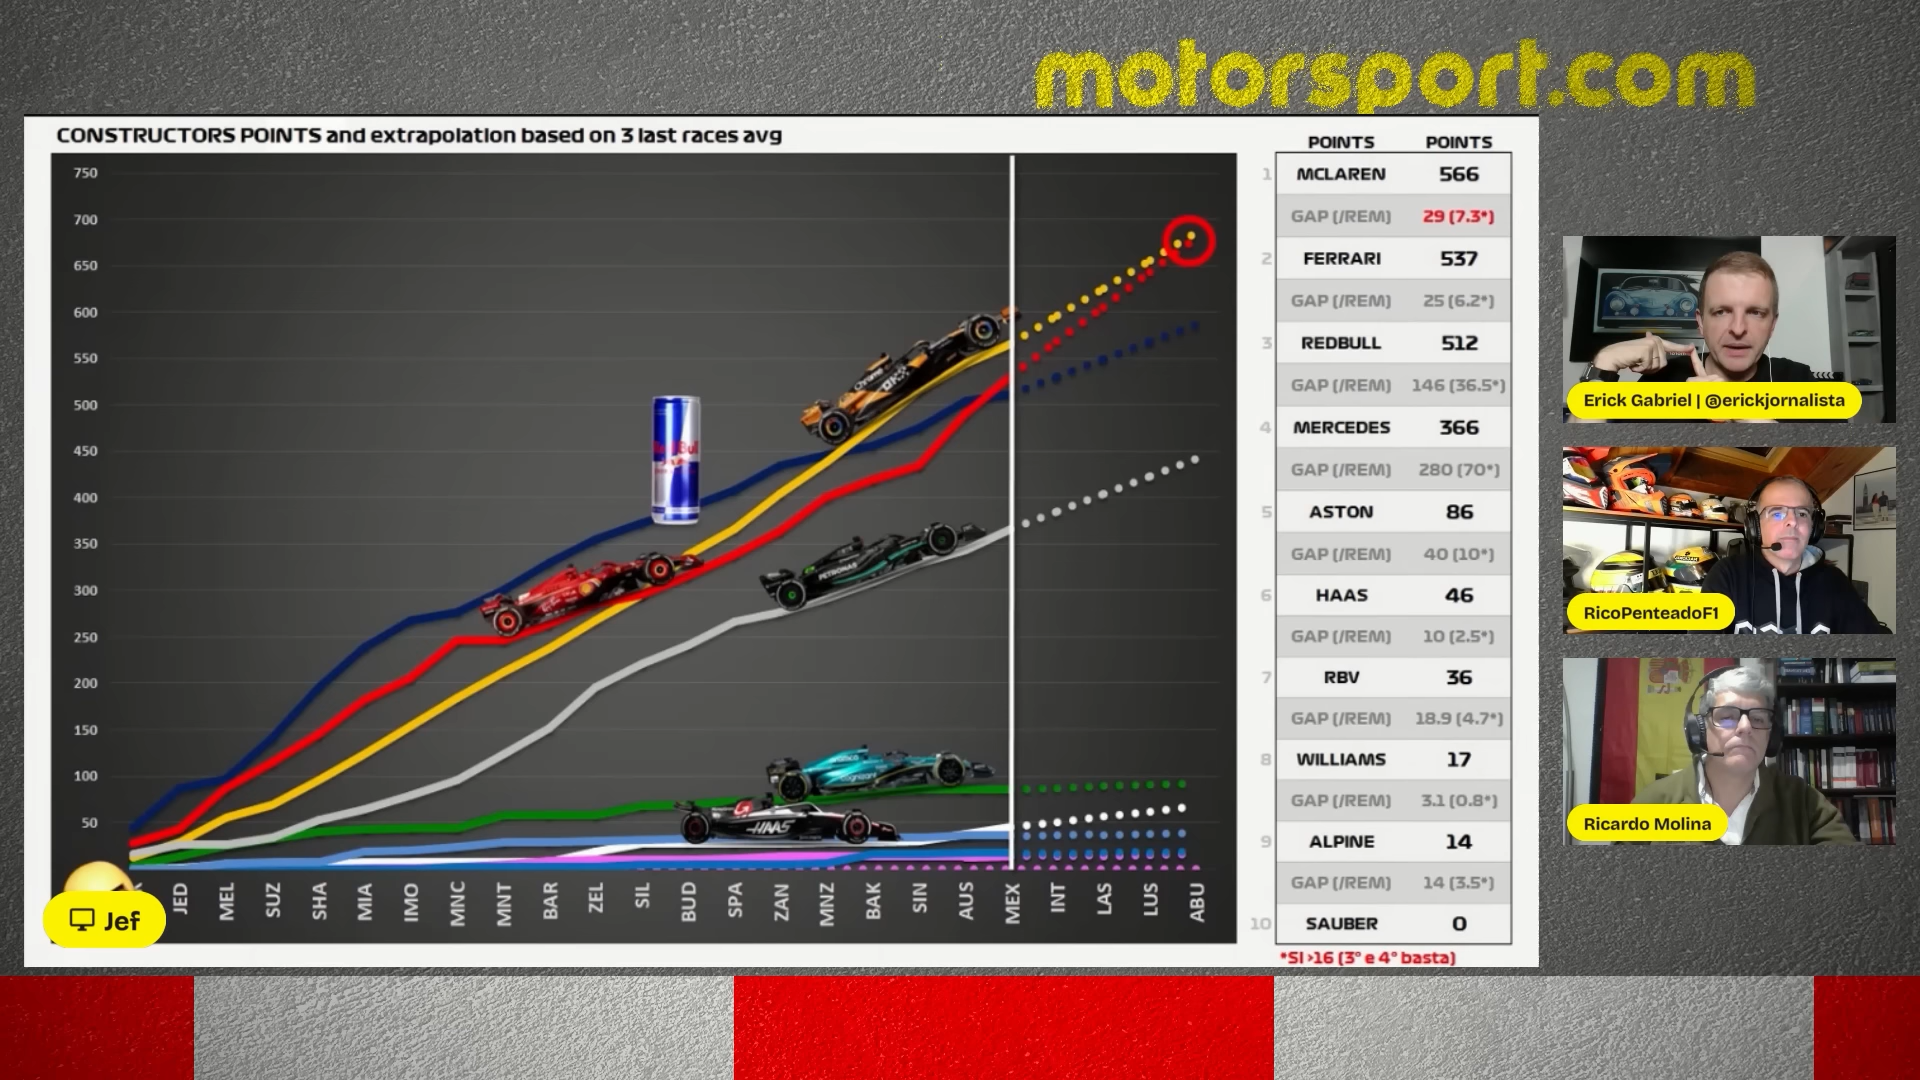 motorsport.com
CONSTRUCTORS POINTS and extrapolation based on 3 last races avg
750
700
650
600
550
500
450
400
350
300
250
200
150
100
50
JED MEL SUZ SHA MIA IMO MNC MNT BAR ZEL SIL BUD SPA ZAN MNZ BAK SIN AUS MEX INT LAS LUS ABU
RedBull
PETRONAS
HAAS
POINTS POINTS
1 MCLAREN 566
GAP (/REM) 29 (7.3*)
2 FERRARI 537
GAP (/REM) 25 (6.2*)
3 REDBULL 512
GAP (/REM) 146 (36.5*)
4 MERCEDES 366
GAP (/REM) 280 (70*)
5 ASTON 86
GAP (/REM) 40 (10*)
6 HAAS 46
GAP (/REM) 10 (2.5*)
7 RBV 36
GAP (/REM) 18.9 (4.7*)
8 WILLIAMS 17
GAP (/REM) 3.1 (0.8*)
9 ALPINE 14
GAP (/REM) 14 (3.5*)
10 SAUBER 0
*SI >16 (3° e 4° basta)
Jef
Erick Gabriel | @erickjornalista
RicoPenteadoF1
Ricardo Molina